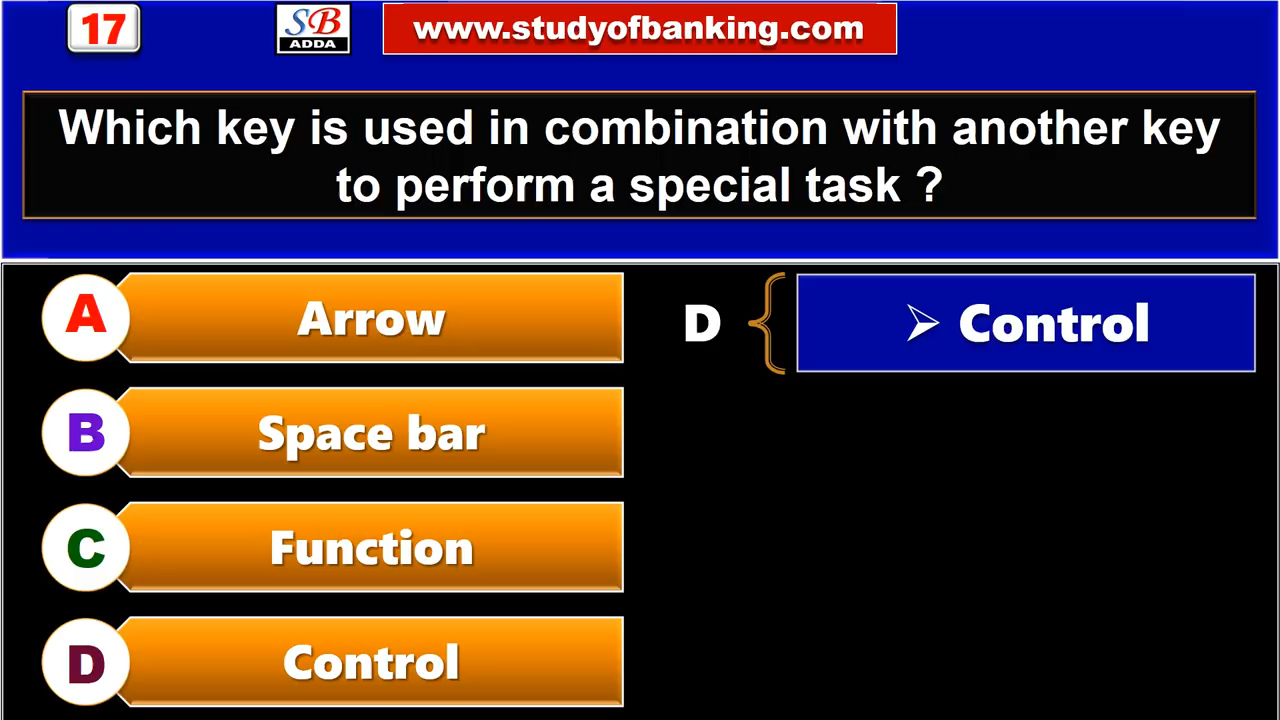 17
SB
ADDA
www.studyofbanking.com
Which key is used in combination with another key
to perform a special task ?
A
Arrow
B
Space bar
C
Function
D
Control
D
➢ Control